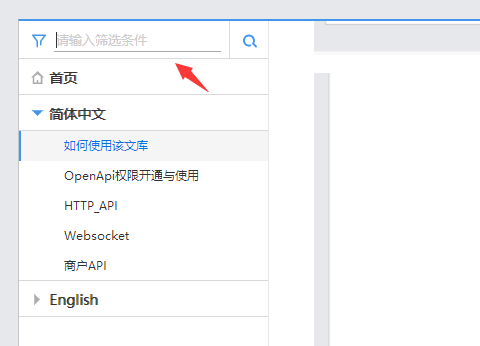 请输入筛选条件
首页
简体中文
如何使用该文库
OpenApi权限开通与使用
HTTP_API
Websocket
商户API
English